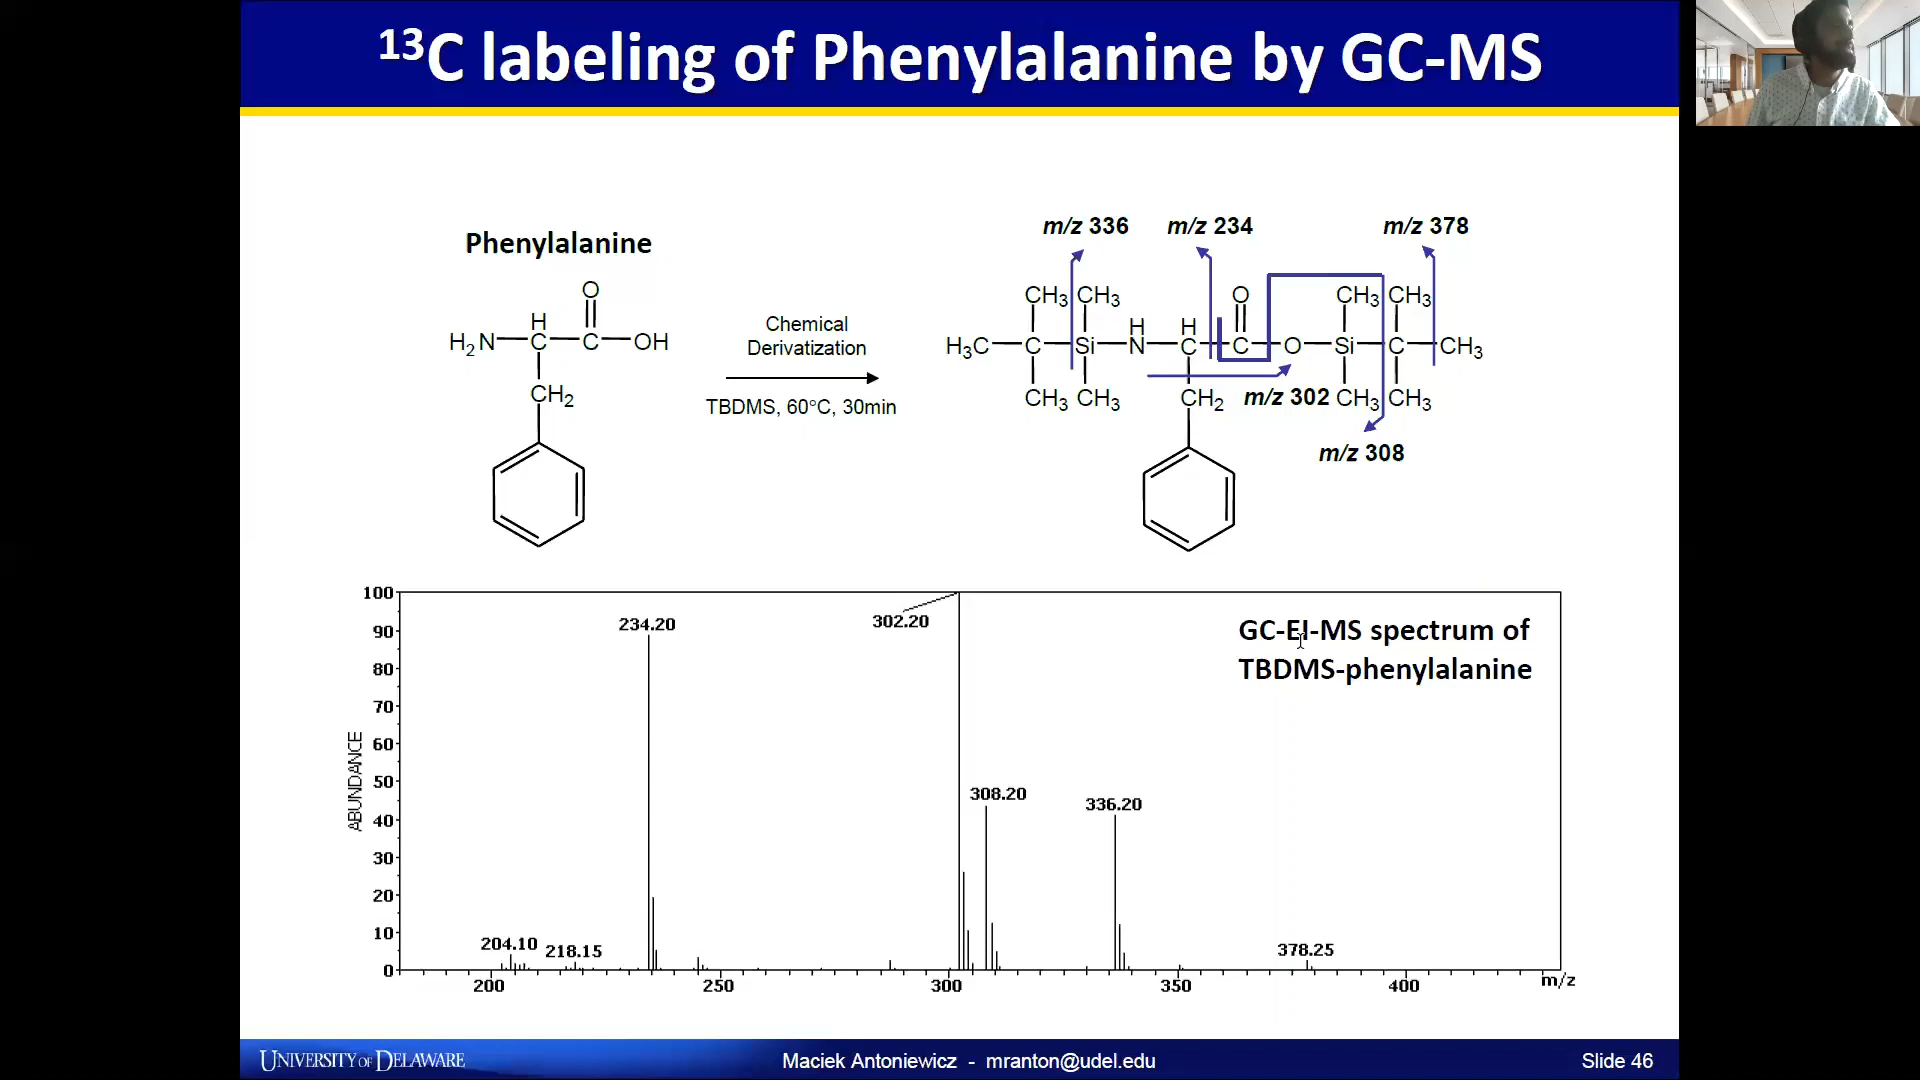 ¹³C labeling of Phenylalanine by GC-MS
Phenylalanine
O
H
H₂N C C OH
CH₂
Chemical
Derivatization
TBDMS, 60°C, 30min
m/z 336 m/z 234 m/z 378
CH₃ CH₃ O CH₃ CH₃
H H
H₃C C Si N C C O Si C CH₃
CH₃ CH₃ CH₂ m/z 302 CH₃ CH₃
m/z 308
GC-EI-MS spectrum of
TBDMS-phenylalanine
ABUNDANCE
100
90
80
70
60
50
40
30
20
10
0
234.20
302.20
308.20
336.20
204.10
218.15
378.25
200 250 300 350 400 m/z
UNIVERSITY OF DELAWARE
Maciek Antoniewicz - mranton@udel.edu
Slide 46